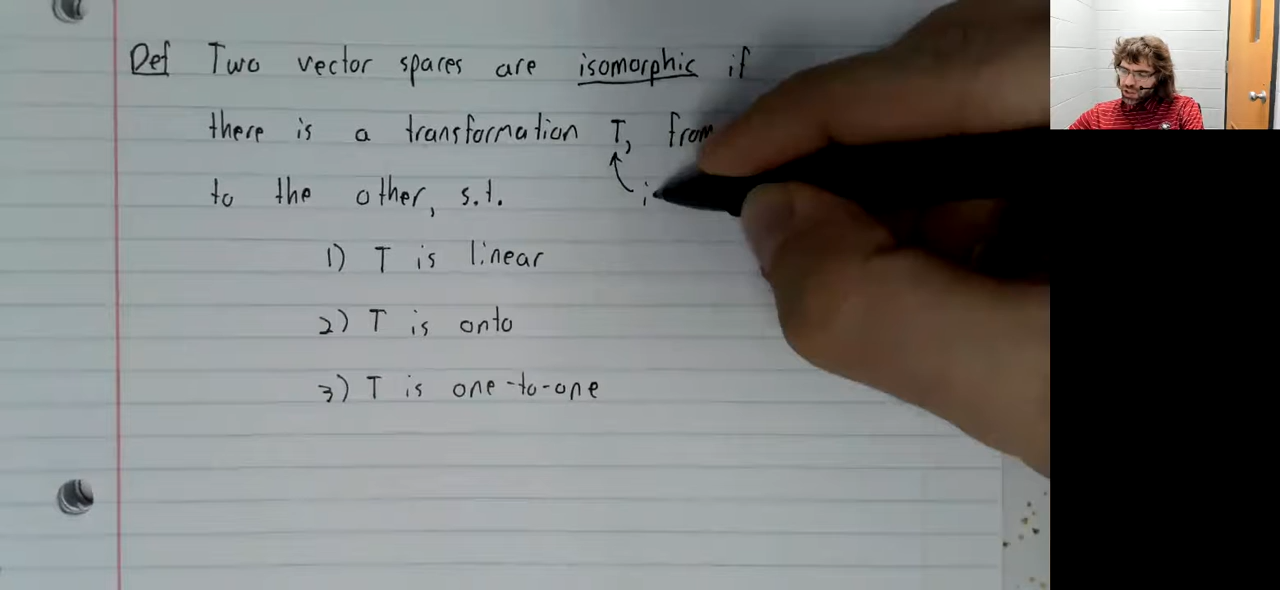 Def Two vector spares are isomorphic if
there is a transformation T, from
to the other, s.t.
i
1) T is linear
2) T is onto
3) T is one-to-one